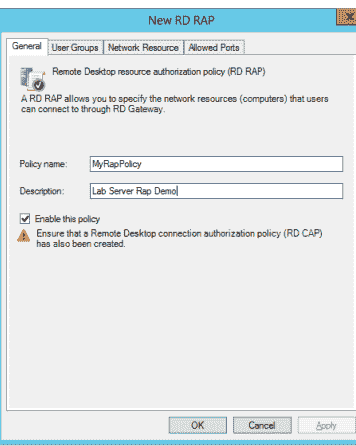 New RD RAP
General User Groups Network Resource Allowed Ports
Remote Desktop resource authorization policy (RD RAP)
A RD RAP allows you to specify the network resources (computers) that users
can connect to through RD Gateway.
Policy name: MyRapPolicy
Description: Lab Server Rap Demo
Enable this policy
Ensure that a Remote Desktop connection authorization policy (RD CAP)
has also been created.
OK Cancel Apply